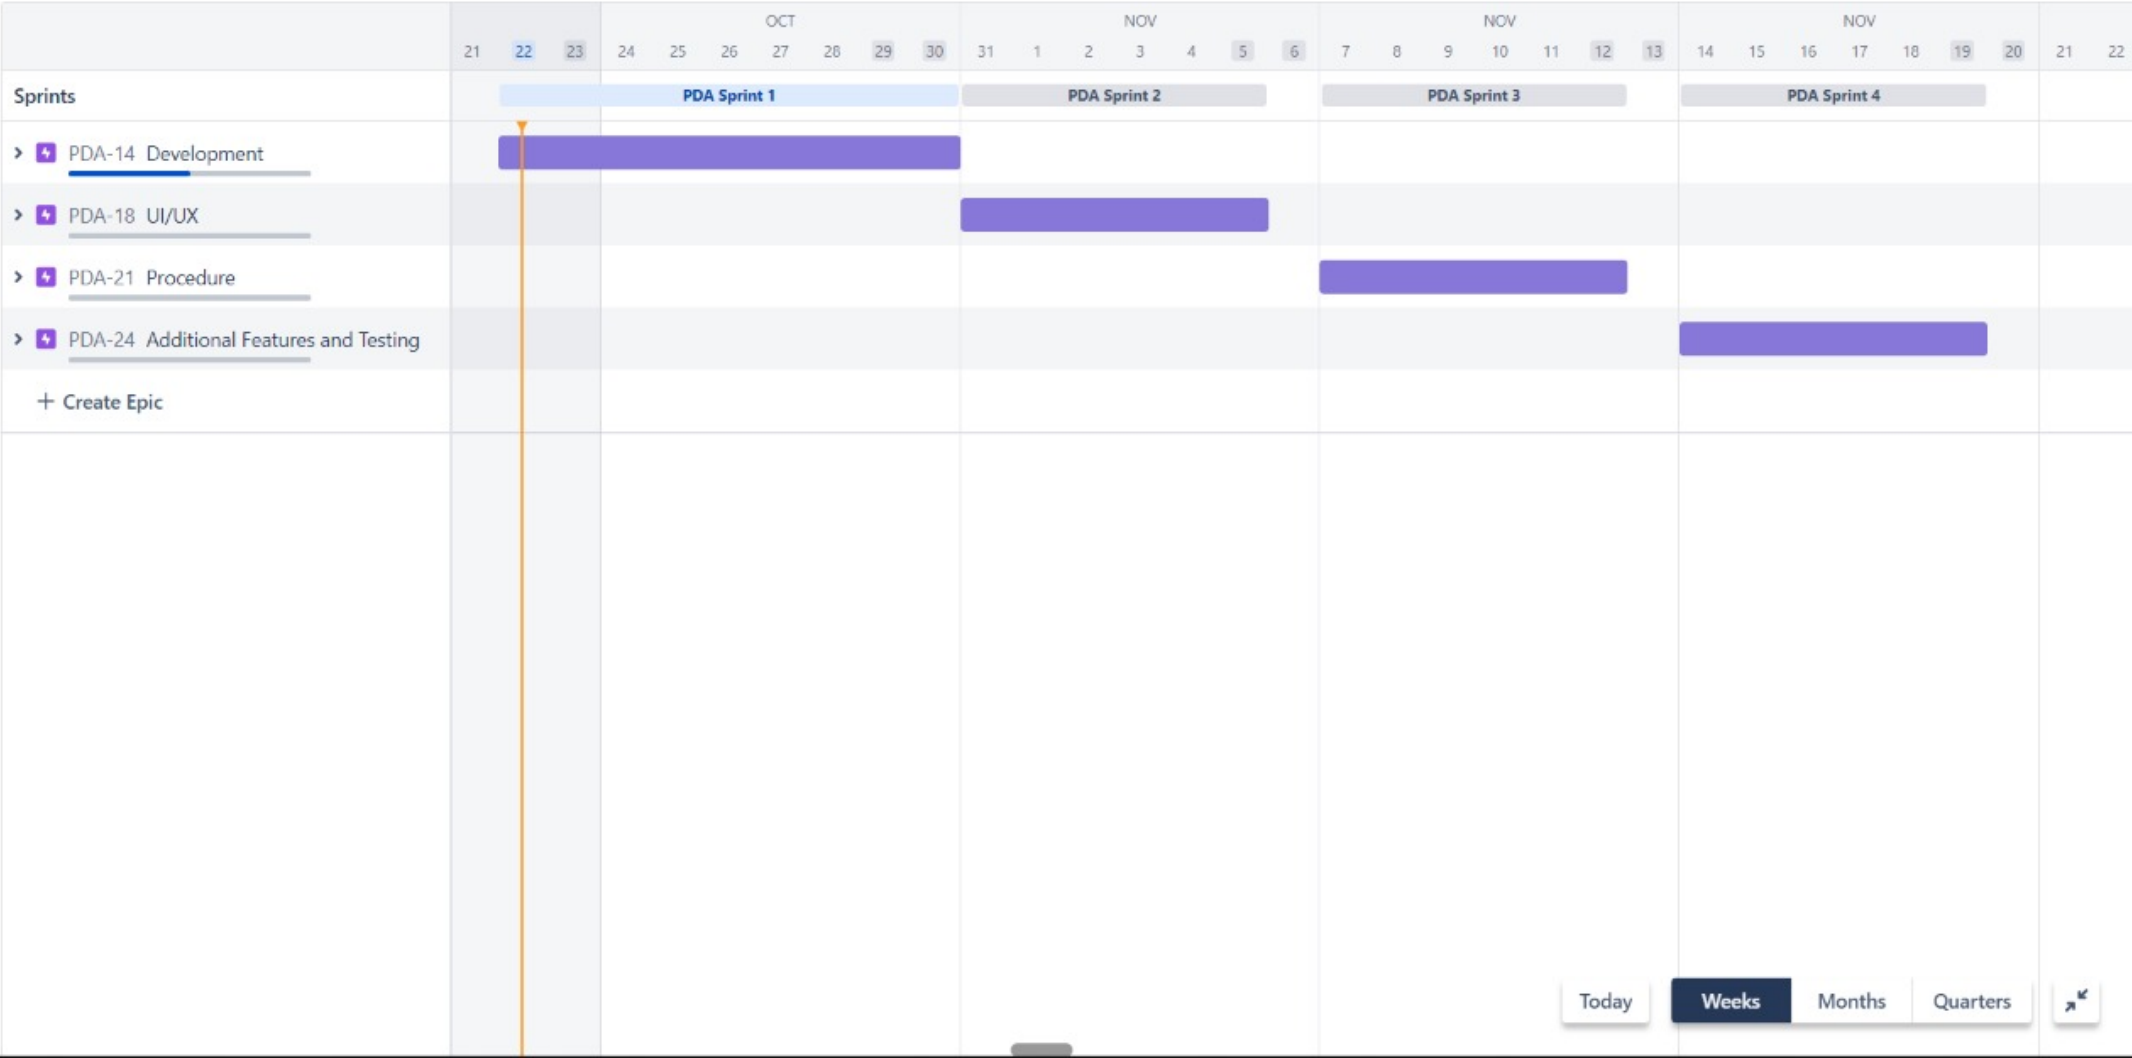 OCT NOV NOV NOV
21 22 23 24 25 26 27 28 29 30 31 1 2 3 4 5 6 7 8 9 10 11 12 13 14 15 16 17 18 19 20 21 22
Sprints PDA Sprint 1 PDA Sprint 2 PDA Sprint 3 PDA Sprint 4
PDA-14 Development
PDA-18 UI/UX
PDA-21 Procedure
PDA-24 Additional Features and Testing
+ Create Epic
Today Weeks Months Quarters